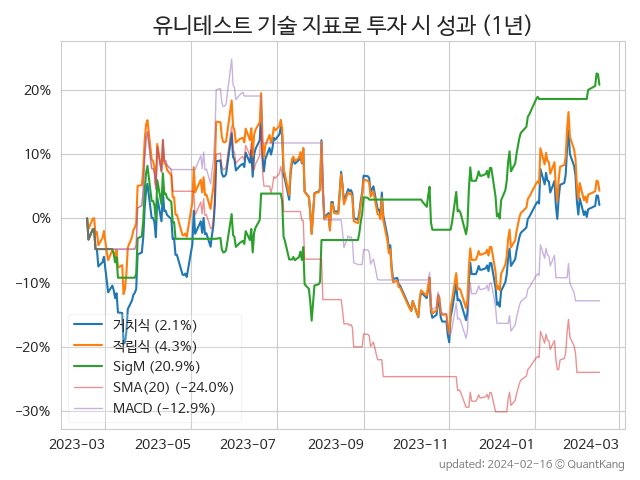 유니테스트 기술 지표로 투자 시 성과 (1년)
20%
10%
0%
−10%
−20%
−30%
거치식 (2.1%)
적립식 (4.3%)
SigM (20.9%)
SMA(20) (−24.0%)
MACD (−12.9%)
2023−03 2023−05 2023−07 2023−09 2023−11 2024−01 2024−03
updated: 2024−02−16 ⓒ QuantKang